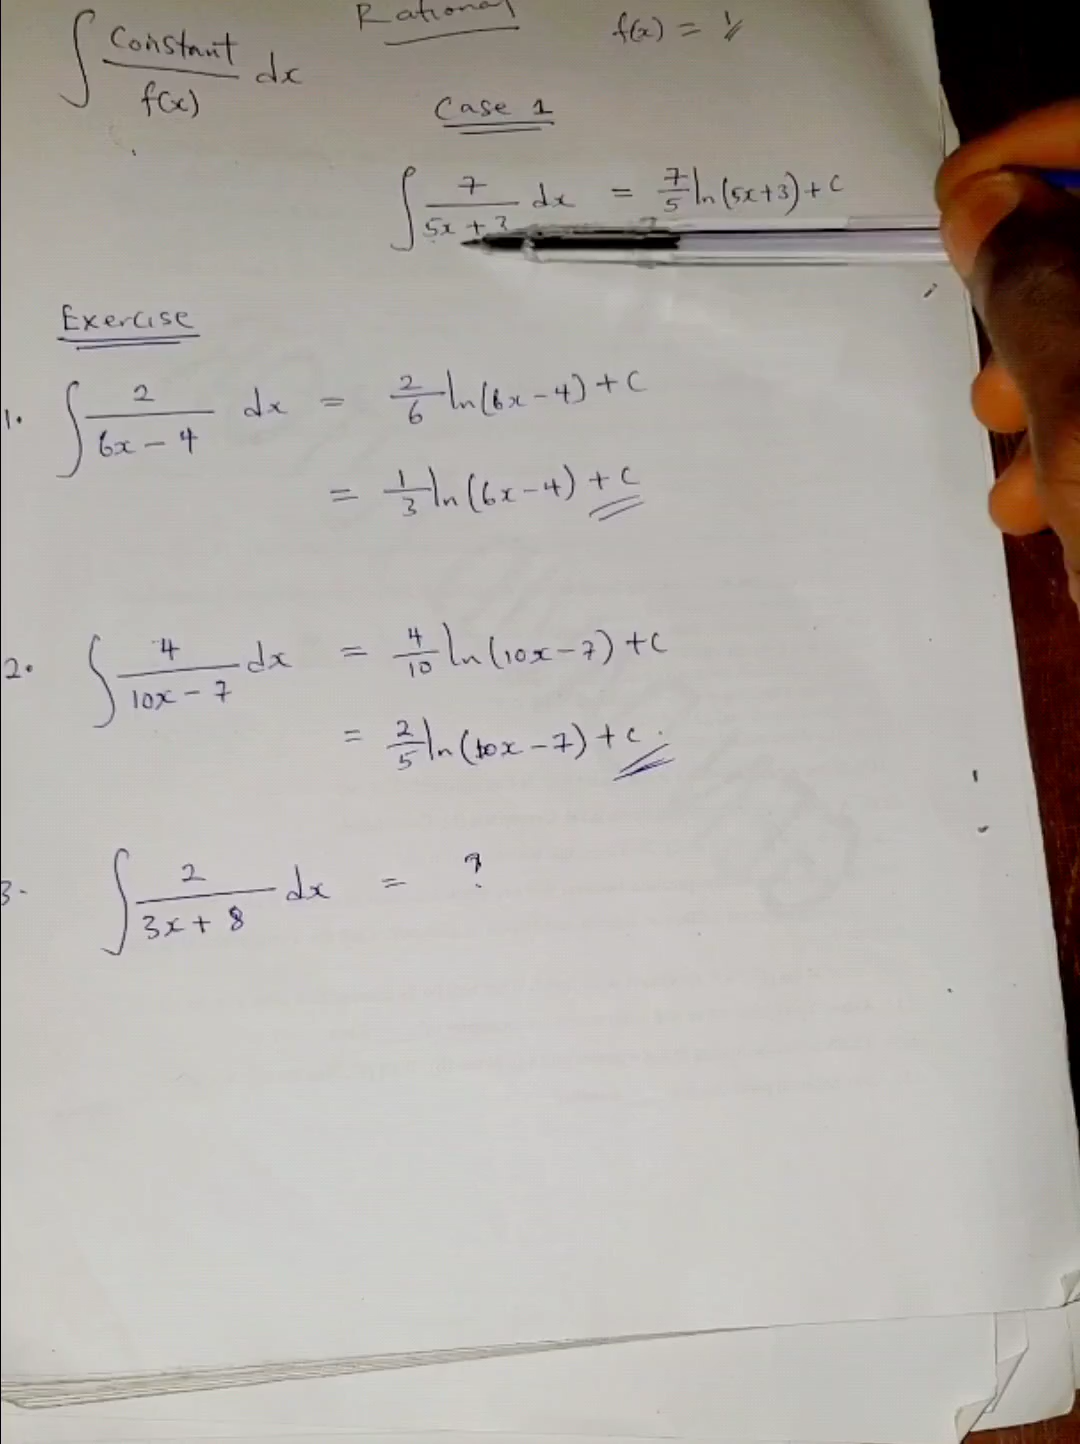 ∫ Constant/f(x) dx
Rational
f(x) = 1
Case 1
∫ 7/(5x + 3) dx = 7/5 ln(5x+3) + C
Exercise
1. ∫ 2/(6x − 4) dx = 2/6 ln(6x − 4) + C
= 1/3 ln(6x − 4) + C
2. ∫ 4/(10x − 7) dx = 4/10 ln(10x − 7) + C
= 2/5 ln(10x − 7) + C.
3. ∫ 2/(3x + 8) dx = ?